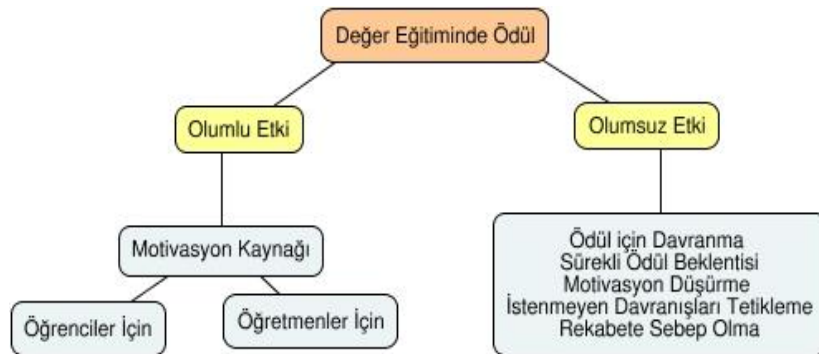 Değer Eğitiminde Ödül
Olumlu Etki
Olumsuz Etki
Motivasyon Kaynağı
Öğrenciler İçin
Öğretmenler İçin
Ödül için Davranma
Sürekli Ödül Beklentisi
Motivasyon Düşürme
İstenmeyen Davranışları Tetikleme
Rekabete Sebep Olma